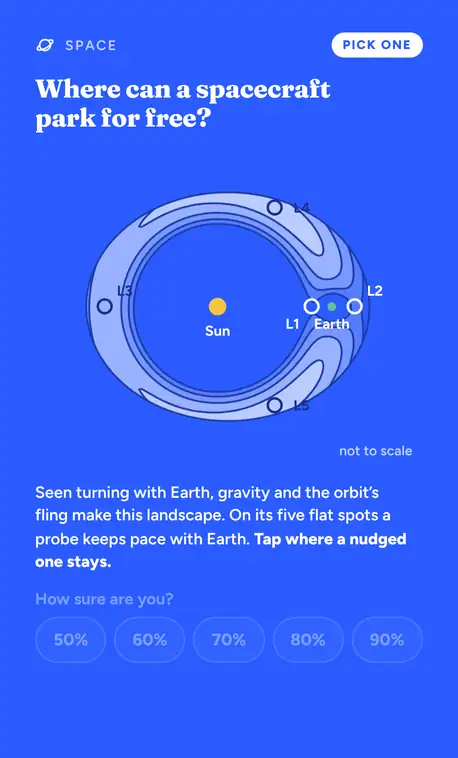 SPACE
PICK ONE
Where can a spacecraft
park for free?
L4
L3
L2
L1
Earth
Sun
L5
not to scale
Seen turning with Earth, gravity and the orbit’s
fling make this landscape. On its five flat spots a
probe keeps pace with Earth. Tap where a nudged
one stays.
How sure are you?
50%
60%
70%
80%
90%